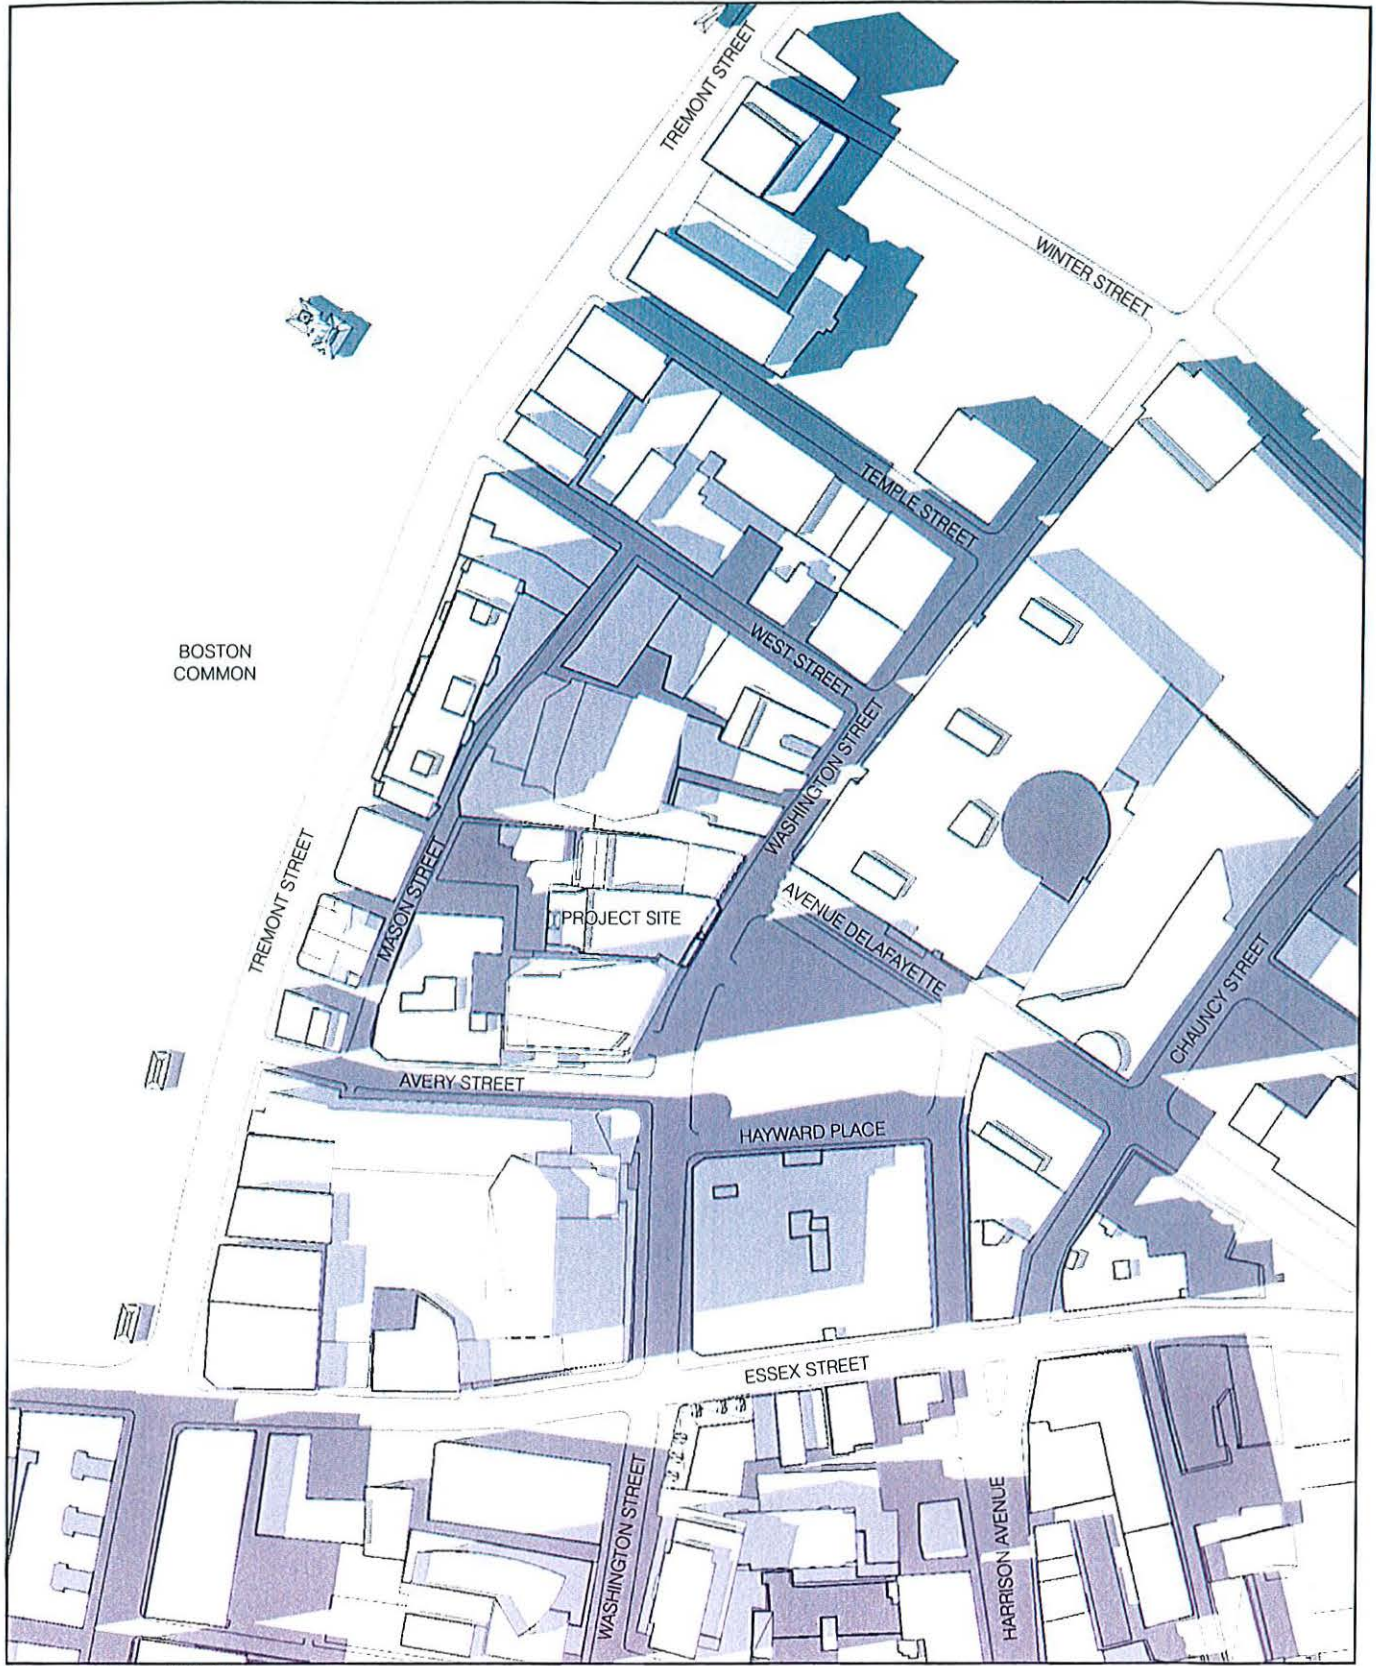 TREMONT STREET
WINTER STREET
TEMPLE STREET
BOSTON
COMMON
WEST STREET
WASHINGTON STREET
TREMONT STREET
MASON STREET
PROJECT SITE
AVENUE DELAFAYETTE
CHAUNCY STREET
AVERY STREET
HAYWARD PLACE
ESSEX STREET
WASHINGTON STREET
HARRISON AVENUE